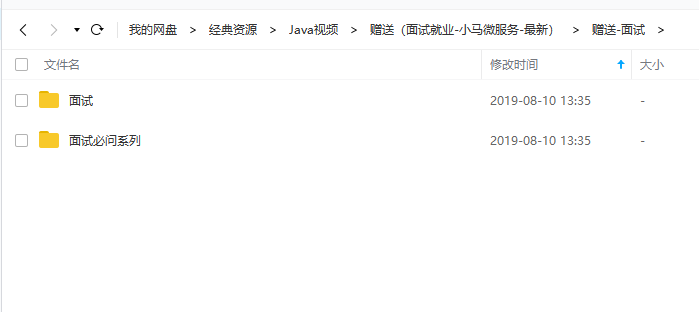 我的网盘 > 经典资源 > Java视频 > 赠送（面试就业-小马微服务-最新） > 赠送-面试 >
文件名 修改时间 大小
面试 2019-08-10 13:35 -
面试必问系列 2019-08-10 13:35 -